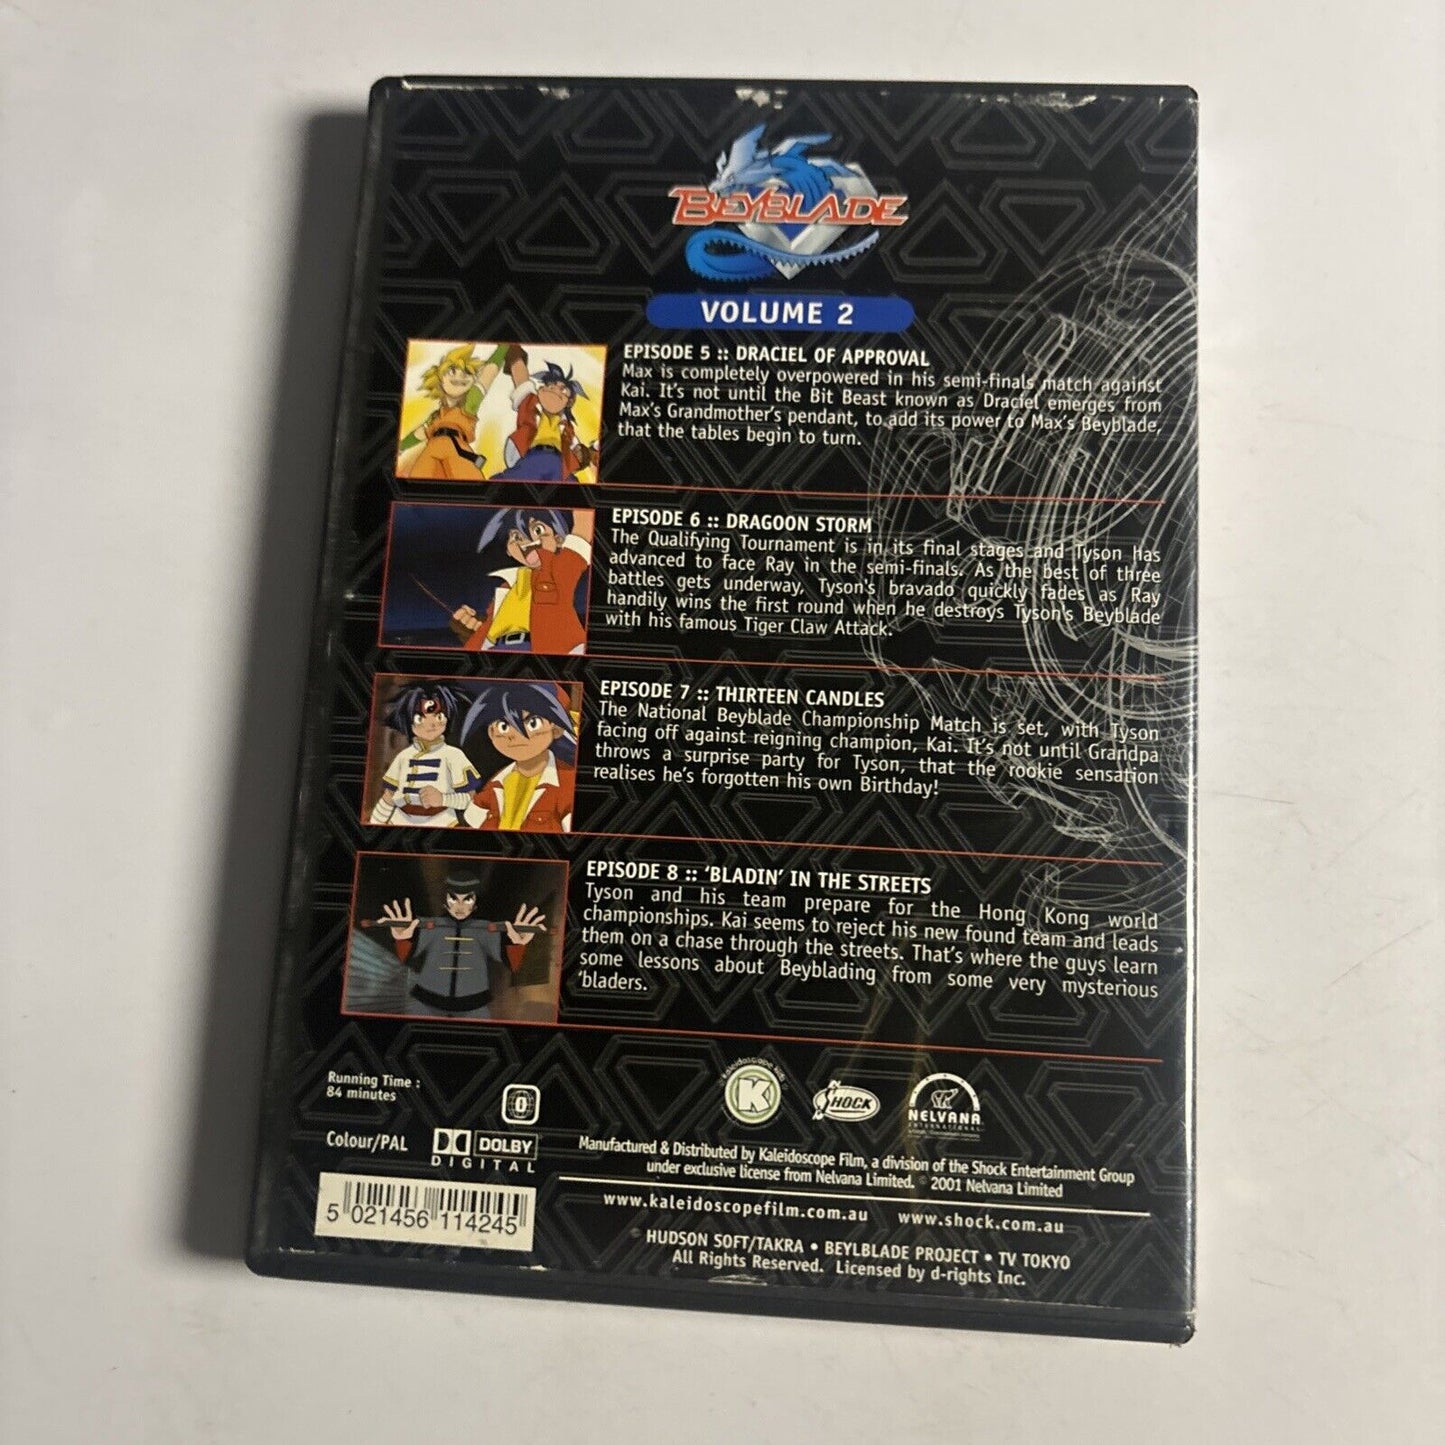 BEYBLADE
VOLUME 2
EPISODE 5 :: DRACIEL OF APPROVAL
Max is completely overpowered in his semi-finals match against
Kai. It's not until the Bit Beast known as Draciel emerges from
Max's Grandmother's pendant, to add its power to Max's Beyblade,
that the tables begin to turn.
EPISODE 6 :: DRAGOON STORM
The Qualifying Tournament is in its final stages and Tyson Has
advanced to face Ray in the semi-finals. As the best of three
battles gets underway, Tyson's bravado quickly fades as Ray
handily wins the first round when he destroys Tyson's Beyblade
with his famous Tiger Claw Attack.
EPISODE 7 :: THIRTEEN CANDLES
The National Beyblade Championship Match is set, with Tyson
facing off against reigning champion, Kai. It's not until Grandpa
throws a surprise party for Tyson, that the rookie sensation
realises he's forgotten his own Birthday!
EPISODE 8 :: 'BLADIN' IN THE STREETS
Tyson and his team prepare for the Hong Kong world
championships. Kai seems to reject his new found team and leads
them on a chase through the streets. That's where the guys learn
some lessons about Beyblading from some very mysterious
'bladers.
Running Time :
84 minutes
0
Colour/PAL
DOLBY
DIGITAL
kaleidoscope kids
K
SHOCK
NELVANA
INTERNATIONAL
Manufactured & Distributed by Kaleidoscope Film, a division of the Shock Entertainment Group
under exclusive license from Nelvana Limited. © 2001 Nelvana Limited
www.kaleidoscopefilm.com.au www.shock.com.au
5 021456 114245
© HUDSON SOFT/TAKRA • BEYLBLADE PROJECT • TV TOKYO
All Rights Reserved. Licensed by d-rights Inc.